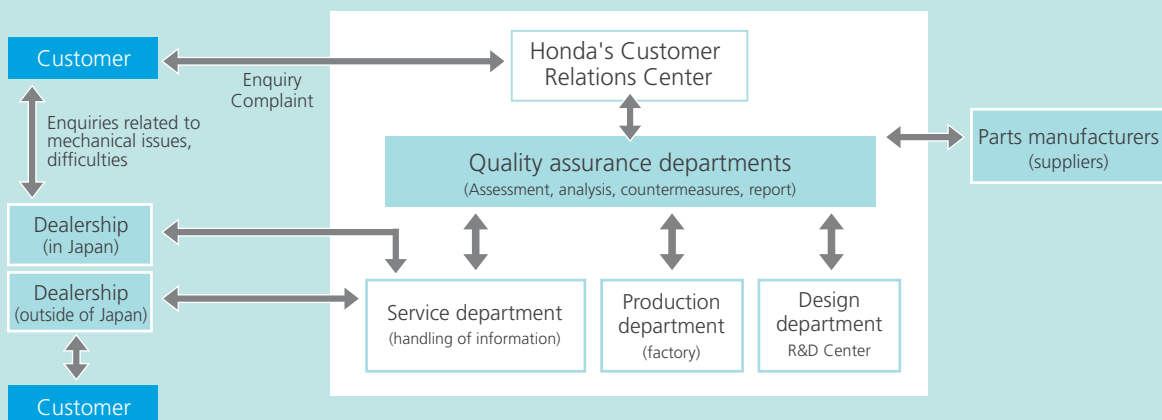 Customer
Enquiry
Complaint
Honda's Customer
Relations Center
Enquiries related to
mechanical issues,
difficulties
Quality assurance departments
(Assessment, analysis, countermeasures, report)
Parts manufacturers
(suppliers)
Dealership
(in Japan)
Dealership
(outside of Japan)
Service department
(handling of information)
Production
department
(factory)
Design
department
R&D Center
Customer